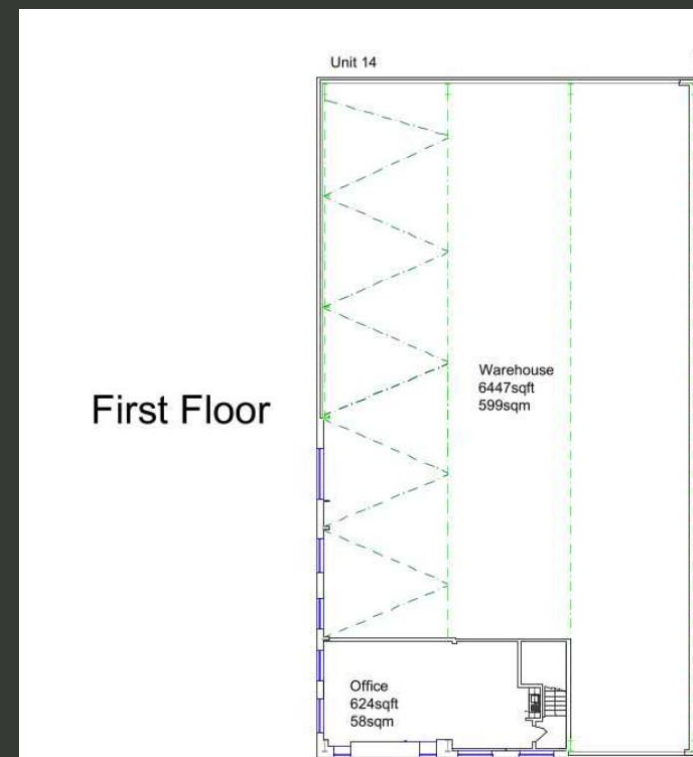 Unit 14
Warehouse
6447sqft
599sqm
First Floor
Office
624sqft
58sqm